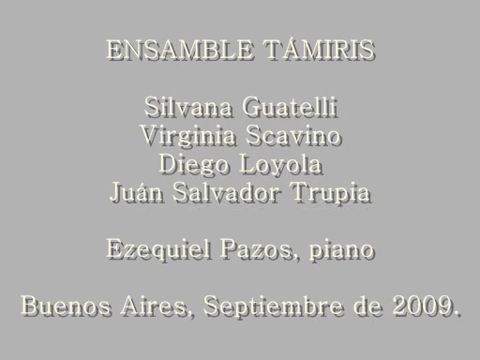 ENSAMBLE TÁMIRIS
Silvana Guatelli
Virginia Scavino
Diego Loyola
Juán Salvador Trupia
Ezequiel Pazos, piano
Buenos Aires, Septiembre de 2009.